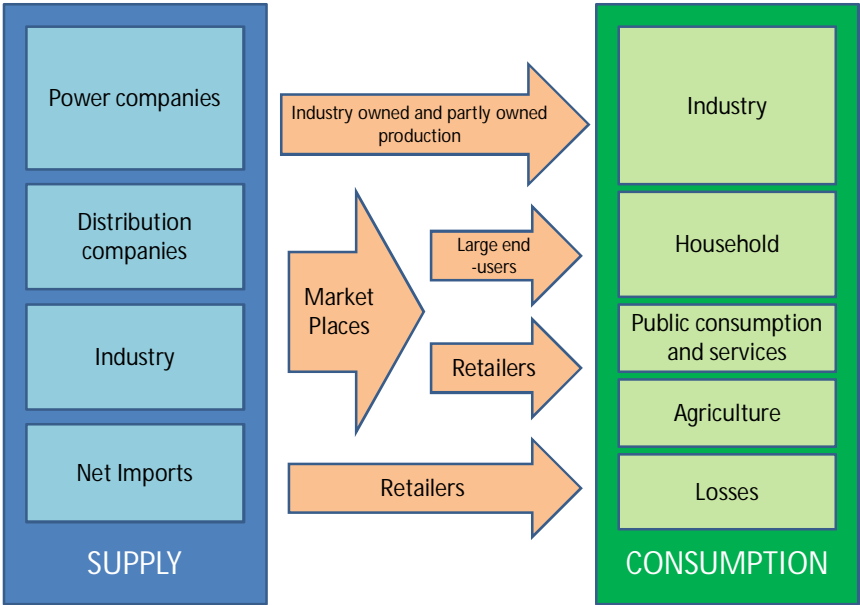 Power companies
Distribution
companies
Industry
Net Imports
SUPPLY
Industry owned and partly owned
production
Market
Places
Large end
-users
Retailers
Retailers
Industry
Household
Public consumption
and services
Agriculture
Losses
CONSUMPTION